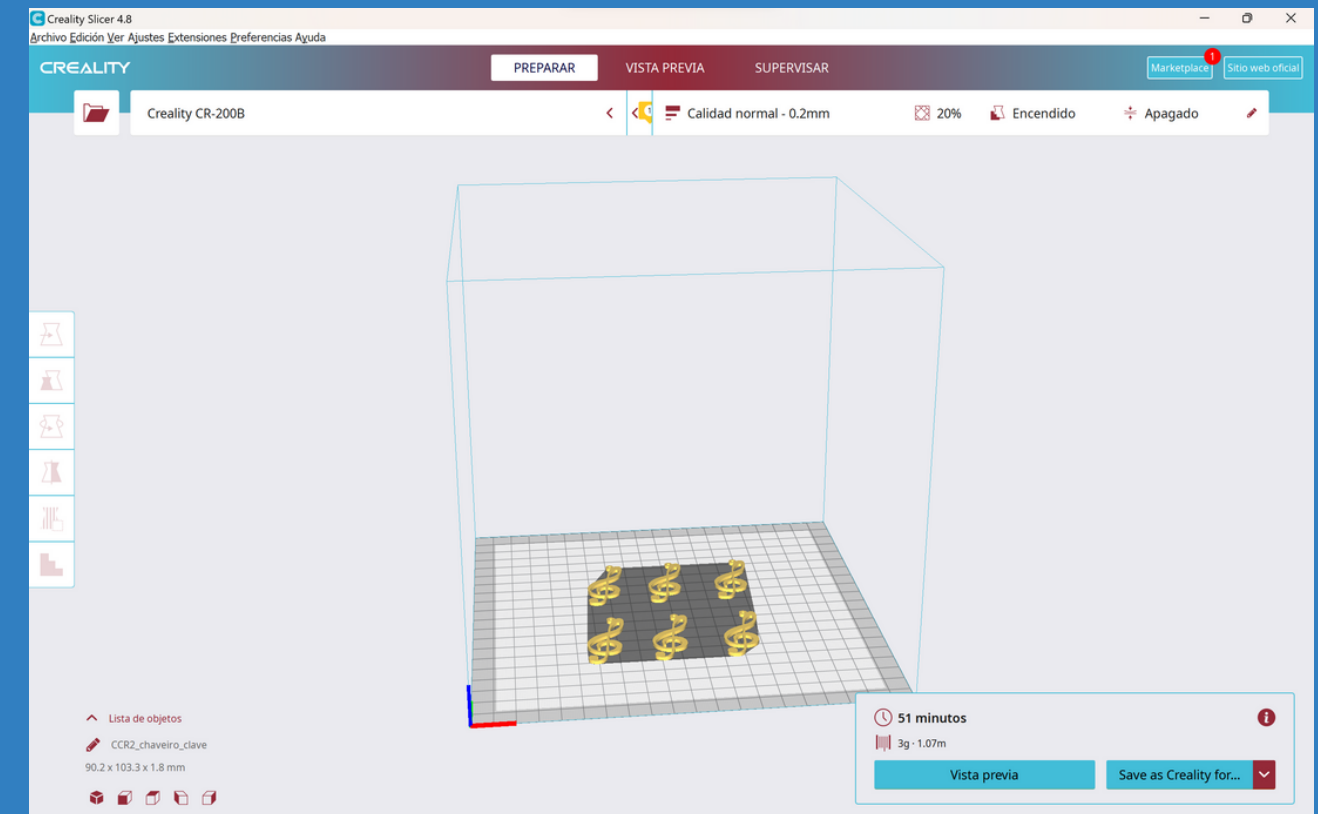 Creality Slicer 4.8
Archivo Edición Ver Ajustes Extensiones Preferencias Ayuda
CREALITY
PREPARAR
VISTA PREVIA
SUPERVISAR
Marketplace
1
Sitio web oficial
Creality CR-200B
1
Calidad normal - 0.2mm
20%
Encendido
Apagado
Lista de objetos
CCR2_chaveiro_clave
90.2 x 103.3 x 1.8 mm
51 minutos
3g · 1.07m
Vista previa
Save as Creality for...